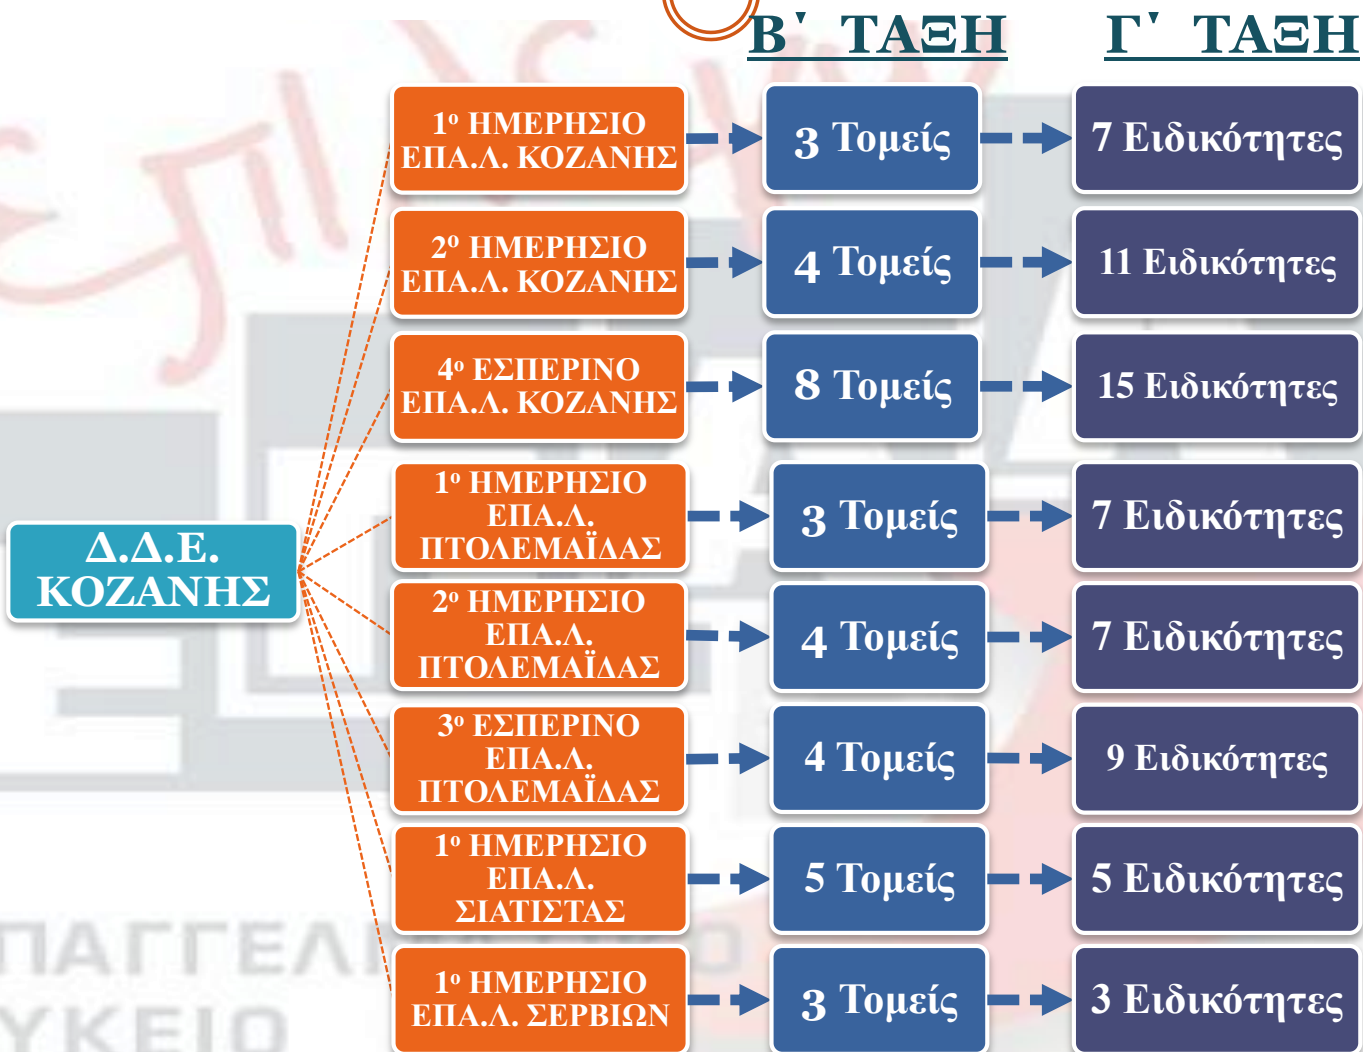 Β΄ ΤΑΞΗ
Γ΄ ΤΑΞΗ
Δ.Δ.Ε.
ΚΟΖΑΝΗΣ
1ο ΗΜΕΡΗΣΙΟ
ΕΠΑ.Λ. ΚΟΖΑΝΗΣ
3 Τομείς
7 Ειδικότητες
2ο ΗΜΕΡΗΣΙΟ
ΕΠΑ.Λ. ΚΟΖΑΝΗΣ
4 Τομείς
11 Ειδικότητες
4ο ΕΣΠΕΡΙΝΟ
ΕΠΑ.Λ. ΚΟΖΑΝΗΣ
8 Τομείς
15 Ειδικότητες
1ο ΗΜΕΡΗΣΙΟ
ΕΠΑ.Λ.
ΠΤΟΛΕΜΑΪΔΑΣ
3 Τομείς
7 Ειδικότητες
2ο ΗΜΕΡΗΣΙΟ
ΕΠΑ.Λ.
ΠΤΟΛΕΜΑΪΔΑΣ
4 Τομείς
7 Ειδικότητες
3ο ΕΣΠΕΡΙΝΟ
ΕΠΑ.Λ.
ΠΤΟΛΕΜΑΪΔΑΣ
4 Τομείς
9 Ειδικότητες
1ο ΗΜΕΡΗΣΙΟ
ΕΠΑ.Λ.
ΣΙΑΤΙΣΤΑΣ
5 Τομείς
5 Ειδικότητες
1ο ΗΜΕΡΗΣΙΟ
ΕΠΑ.Λ. ΣΕΡΒΙΩΝ
3 Τομείς
3 Ειδικότητες